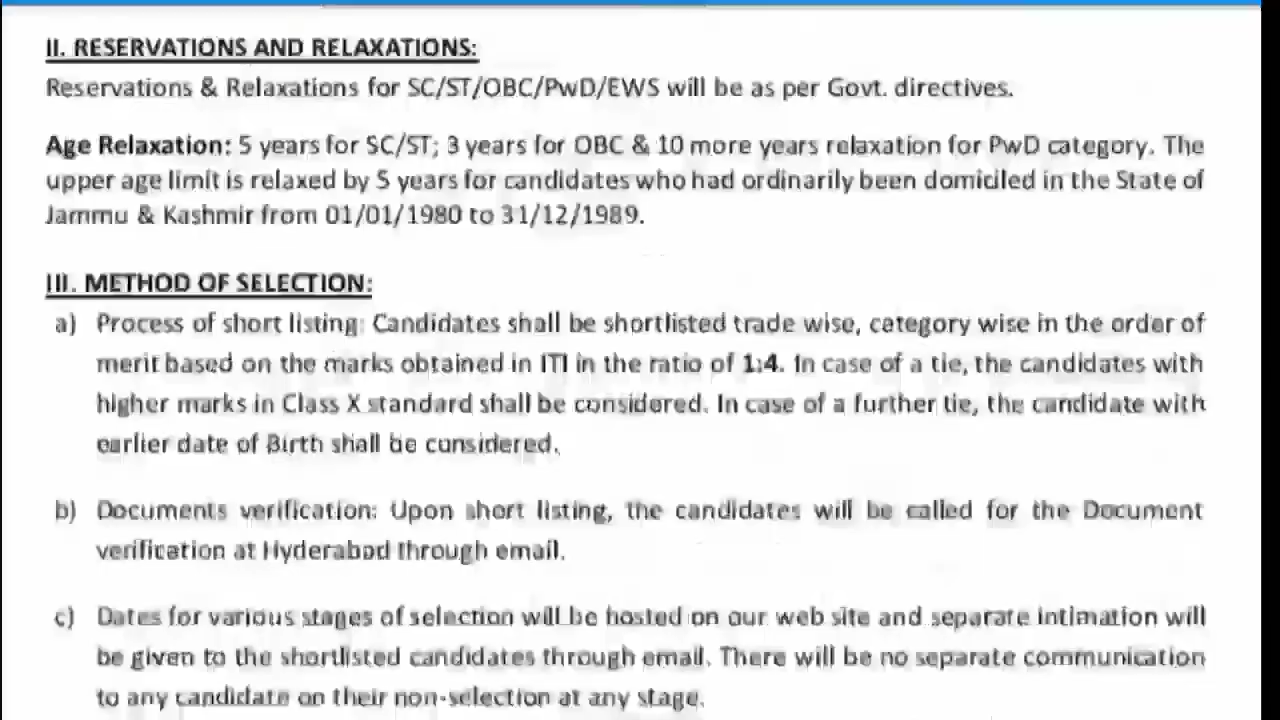 II. RESERVATIONS AND RELAXATIONS:
Reservations & Relaxations for SC/ST/OBC/PwD/EWS will be as per Govt. directives.
Age Relaxation: 5 years for SC/ST; 3 years for OBC & 10 more years relaxation for PwD category. The
upper age limit is relaxed by 5 years for candidates who had ordinarily been domiciled in the State of
Jammu & Kashmir from 01/01/1980 to 31/12/1989.
III. METHOD OF SELECTION:
a) Process of short listing: Candidates shall be shortlisted trade wise, category wise in the order of
merit based on the marks obtained in ITI in the ratio of 1:4. In case of a tie, the candidates with
higher marks in Class X standard shall be considered. In case of a further tie, the candidate with
earlier date of Birth shall be considered.
b) Documents verification: Upon short listing, the candidates will be called for the Document
verification at Hyderabad through email.
c) Dates for various stages of selection will be hosted on our web site and separate intimation will
be given to the shortlisted candidates through email. There will be no separate communication
to any candidate on their non-selection at any stage.